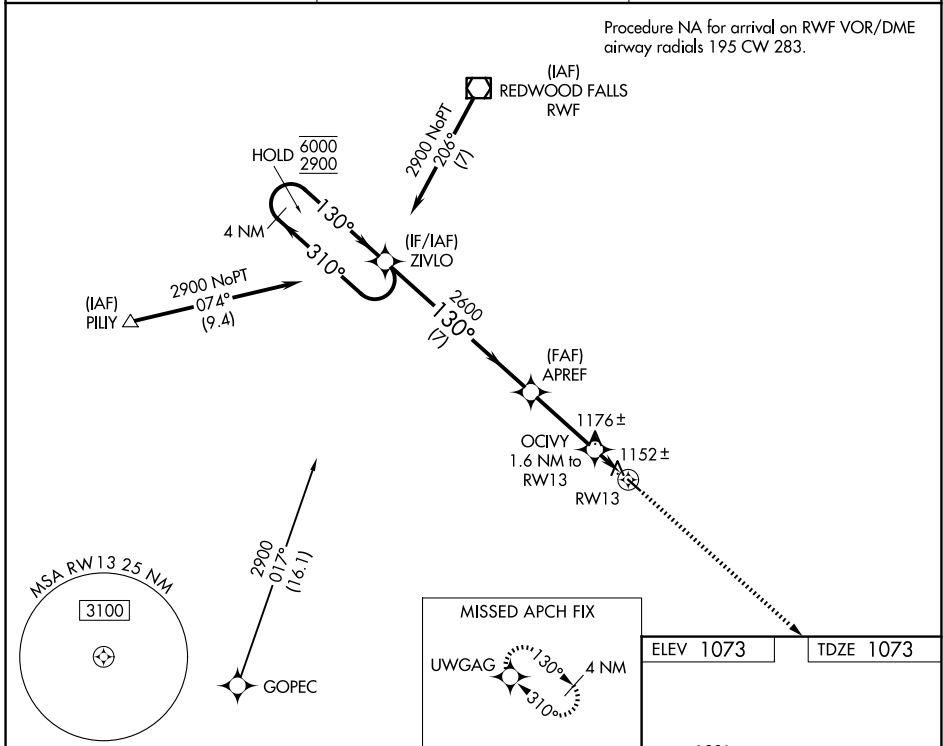 Procedure NA for arrival on RWF VOR/DME
airway radials 195 CW 283.
(IAF)
REDWOOD FALLS
RWF
2900 NoPT
206°
(7)
HOLD
6000
2900
4 NM
130°
310°
(IF/IAF)
ZIVLO
2900 NoPT
074°
(9.4)
(IAF)
PILIY
2600
130°
(7)
(FAF)
APREF
1176±
OCIVY
1.6 NM to
RW13
1152±
RW13
2900
017°
(16.1)
GOPEC
MSA RW13 25 NM
3100
MISSED APCH FIX
UWGAG
130°
310°
4 NM
ELEV 1073
TDZE 1073